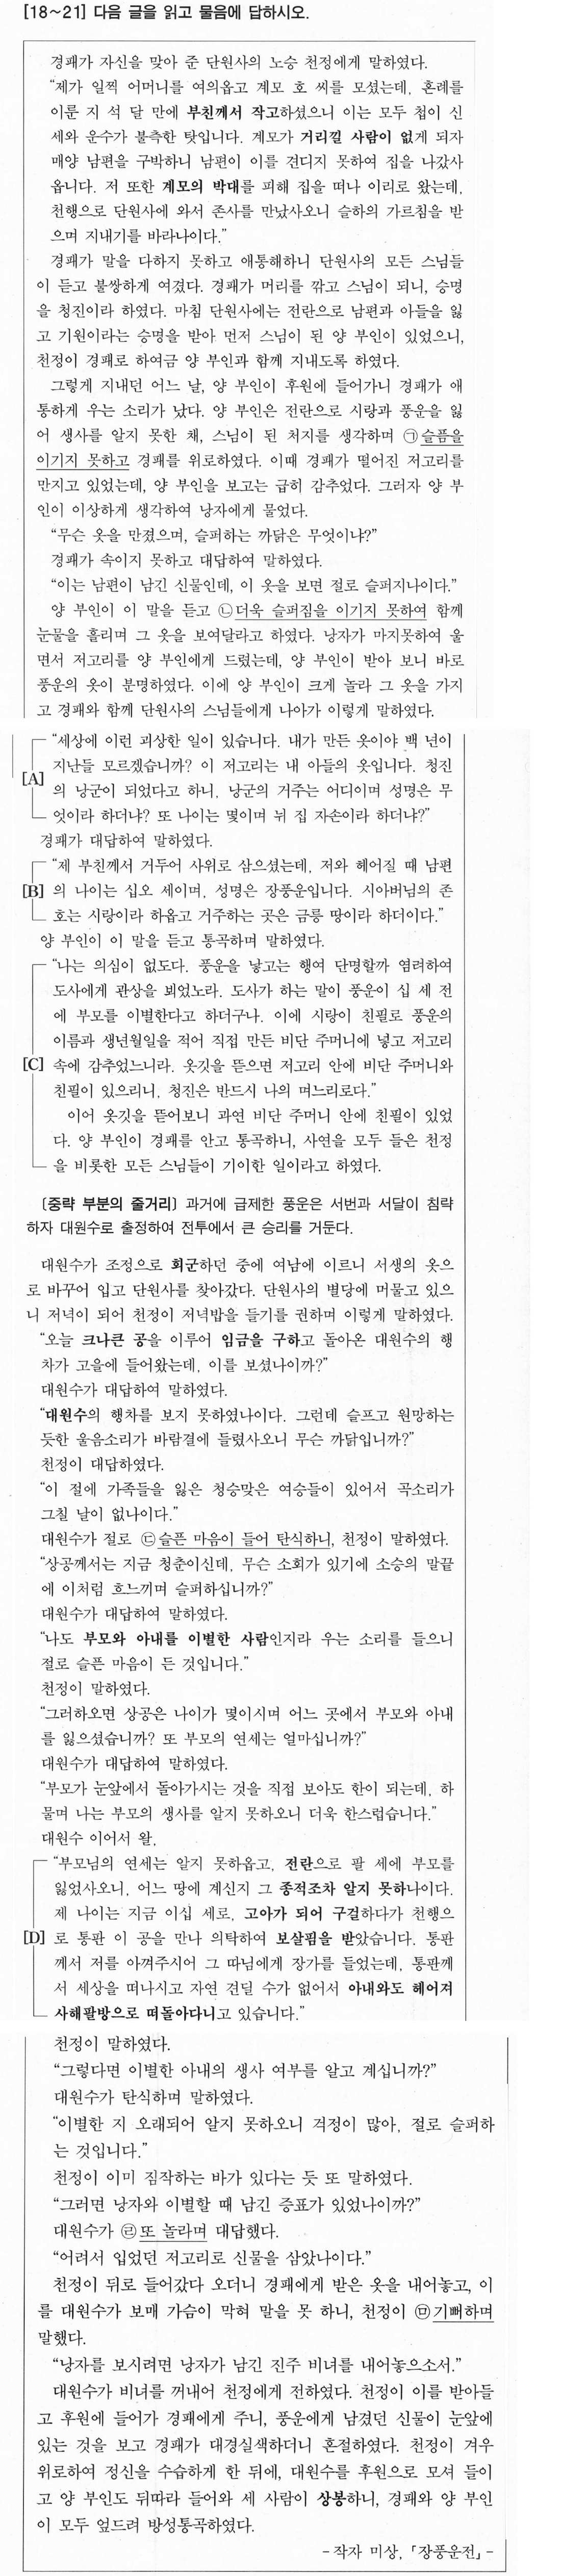 [18～21] 다음 글을 읽고 물음에 답하시오.
경패가 자신을 맞아 준 단원사의 노승 천정에게 말하였다.
“제가 일찍 어머니를 여의옵고 계모 호 씨를 모셨는데, 혼례를
이룬 지 석 달 만에 부친께서 작고하셨으니 이는 모두 첩이 신
세와 운수가 불측한 탓입니다. 계모가 거리낄 사람이 없게 되자
매양 남편을 구박하니 남편이 이를 견디지 못하여 집을 나갔사
옵니다. 저 또한 계모의 박대를 피해 집을 떠나 이리로 왔는데,
천행으로 단원사에 와서 존사를 만났사오니 슬하의 가르침을 받
으며 지내기를 바라나이다.”
경패가 말을 다하지 못하고 애통해하니 단원사의 모든 스님들
이 듣고 불쌍하게 여겼다. 경패가 머리를 깎고 스님이 되니, 승명
을 청진이라 하였다. 마침 단원사에는 전란으로 남편과 아들을 잃
고 기원이라는 승명을 받아 먼저 스님이 된 양 부인이 있었으니,
천정이 경패로 하여금 양 부인과 함께 지내도록 하였다.
그렇게 지내던 어느 날, 양 부인이 후원에 들어가니 경패가 애
통하게 우는 소리가 났다. 양 부인은 전란으로 시랑과 풍운을 잃
어 생사를 알지 못한 채, 스님이 된 처지를 생각하며 ㉠슬픔을
이기지 못하고 경패를 위로하였다. 이때 경패가 떨어진 저고리를
만지고 있었는데, 양 부인을 보고는 급히 감추었다. 그러자 양 부
인이 이상하게 생각하여 낭자에게 물었다.
“무슨 옷을 만졌으며, 슬퍼하는 까닭은 무엇이냐?”
경패가 속이지 못하고 대답하여 말하였다.
“이는 남편이 남긴 신물인데, 이 옷을 보면 절로 슬퍼지나이다.”
양 부인이 이 말을 듣고 ㉡더욱 슬퍼짐을 이기지 못하여 함께
눈물을 흘리며 그 옷을 보여달라고 하였다. 낭자가 마지못하여 울
면서 저고리를 양 부인에게 드렸는데, 양 부인이 받아 보니 바로
풍운의 옷이 분명하였다. 이에 양 부인이 크게 놀라 그 옷을 가지
고 경패와 함께 단원사의 스님들에게 나아가 이렇게 말하였다.
“세상에 이런 괴상한 일이 있습니다. 내가 만든 옷이야 백 년이
지난들 모르겠습니까? 이 저고리는 내 아들의 옷입니다. 청진
[A]
의 낭군이 되었다고 하니, 낭군의 거주는 어디이며 성명은 무
엇이라 하더냐? 또 나이는 몇이며 뉘 집 자손이라 하더냐?”
경패가 대답하여 말하였다.
“제 부친께서 거두어 사위로 삼으셨는데, 저와 헤어질 때 남편
[B] 의 나이는 십오 세이며, 성명은 장풍운입니다. 시아버님의 존
호는 시랑이라 하옵고 거주하는 곳은 금릉 땅이라 하더이다.”
양 부인이 이 말을 듣고 통곡하며 말하였다.
“나는 의심이 없도다. 풍운을 낳고는 행여 단명할까 염려하여
도사에게 관상을 뵈었노라. 도사가 하는 말이 풍운이 십 세 전
에 부모를 이별한다고 하더구나. 이에 시랑이 친필로 풍운의
이름과 생년월일을 적어 직접 만든 비단 주머니에 넣고 저고리
[C] 속에 감추었느니라. 옷깃을 뜯으면 저고리 안에 비단 주머니와
친필이 있으리니, 청진은 반드시 나의 며느리로다.”
이어 옷깃을 뜯어보니 과연 비단 주머니 안에 친필이 있었
다. 양 부인이 경패를 안고 통곡하니, 사연을 모두 들은 천정
을 비롯한 모든 스님들이 기이한 일이라고 하였다.
〔중략 부분의 줄거리〕 과거에 급제한 풍운은 서번과 서달이 침략
하자 대원수로 출정하여 전투에서 큰 승리를 거둔다.
대원수가 조정으로 회군하던 중에 여남에 이르니 서생의 옷으
로 바꾸어 입고 단원사를 찾아갔다. 단원사의 별당에 머물고 있으
니 저녁이 되어 천정이 저녁밥을 들기를 권하며 이렇게 말하였다.
“오늘 크나큰 공을 이루어 임금을 구하고 돌아온 대원수의 행
차가 고을에 들어왔는데, 이를 보셨나이까?”
대원수가 대답하여 말하였다.
“대원수의 행차를 보지 못하였나이다. 그런데 슬프고 원망하는
듯한 울음소리가 바람결에 들렸사오니 무슨 까닭입니까?”
천정이 대답하였다.
“이 절에 가족들을 잃은 청승맞은 여승들이 있어서 곡소리가
그칠 날이 없나이다.”
대원수가 절로 ㉢슬픈 마음이 들어 탄식하니, 천정이 말하였다.
“상공께서는 지금 청춘이신데, 무슨 소회가 있기에 소승의 말끝
에 이처럼 흐느끼며 슬퍼하십니까?”
대원수가 대답하여 말하였다.
“나도 부모와 아내를 이별한 사람인지라 우는 소리를 들으니
절로 슬픈 마음이 든 것입니다.”
천정이 말하였다.
“그러하오면 상공은 나이가 몇이시며 어느 곳에서 부모와 아내
를 잃으셨습니까? 또 부모의 연세는 얼마십니까?”
대원수가 대답하여 말하였다.
“부모가 눈앞에서 돌아가시는 것을 직접 보아도 한이 되는데, 하
물며 나는 부모의 생사를 알지 못하오니 더욱 한스럽습니다.”
대원수 이어서 왈,
“부모님의 연세는 알지 못하옵고, 전란으로 팔 세에 부모를
잃었사오니, 어느 땅에 계신지 그 종적조차 알지 못하나이다.
제 나이는 지금 이십 세로, 고아가 되어 구걸하다가 천행으
[D] 로 통판 이 공을 만나 의탁하여 보살핌을 받았습니다. 통판
께서 저를 아껴주시어 그 따님에게 장가를 들었는데, 통판께
서 세상을 떠나시고 자연 견딜 수가 없어서 아내와도 헤어져
사해팔방으로 떠돌아다니고 있습니다.”
천정이 말하였다.
“그렇다면 이별한 아내의 생사 여부를 알고 계십니까?”
대원수가 탄식하며 말하였다.
“이별한 지 오래되어 알지 못하오니 걱정이 많아, 절로 슬퍼하
는 것입니다.”
천정이 이미 짐작하는 바가 있다는 듯 또 말하였다.
“그러면 낭자와 이별할 때 남긴 증표가 있었나이까?”
대원수가 ㉣또 놀라며 대답했다.
“어려서 입었던 저고리로 신물을 삼았나이다.”
천정이 뒤로 들어갔다 오더니 경패에게 받은 옷을 내어놓고, 이
를 대원수가 보매 가슴이 막혀 말을 못 하니, 천정이 ㉤기뻐하며
말했다.
“낭자를 보시려면 낭자가 남긴 진주 비녀를 내어놓으소서.”
대원수가 비녀를 꺼내어 천정에게 전하였다. 천정이 이를 받아들
고 후원에 들어가 경패에게 주니, 풍운에게 남겼던 신물이 눈앞에
있는 것을 보고 경패가 대경실색하더니 혼절하였다. 천정이 겨우
위로하여 정신을 수습하게 한 뒤에, 대원수를 후원으로 모셔 들이
고 양 부인도 뒤따라 들어와 세 사람이 상봉하니, 경패와 양 부인
이 모두 엎드려 방성통곡하였다.
- 작자 미상, 「장풍운전」 -